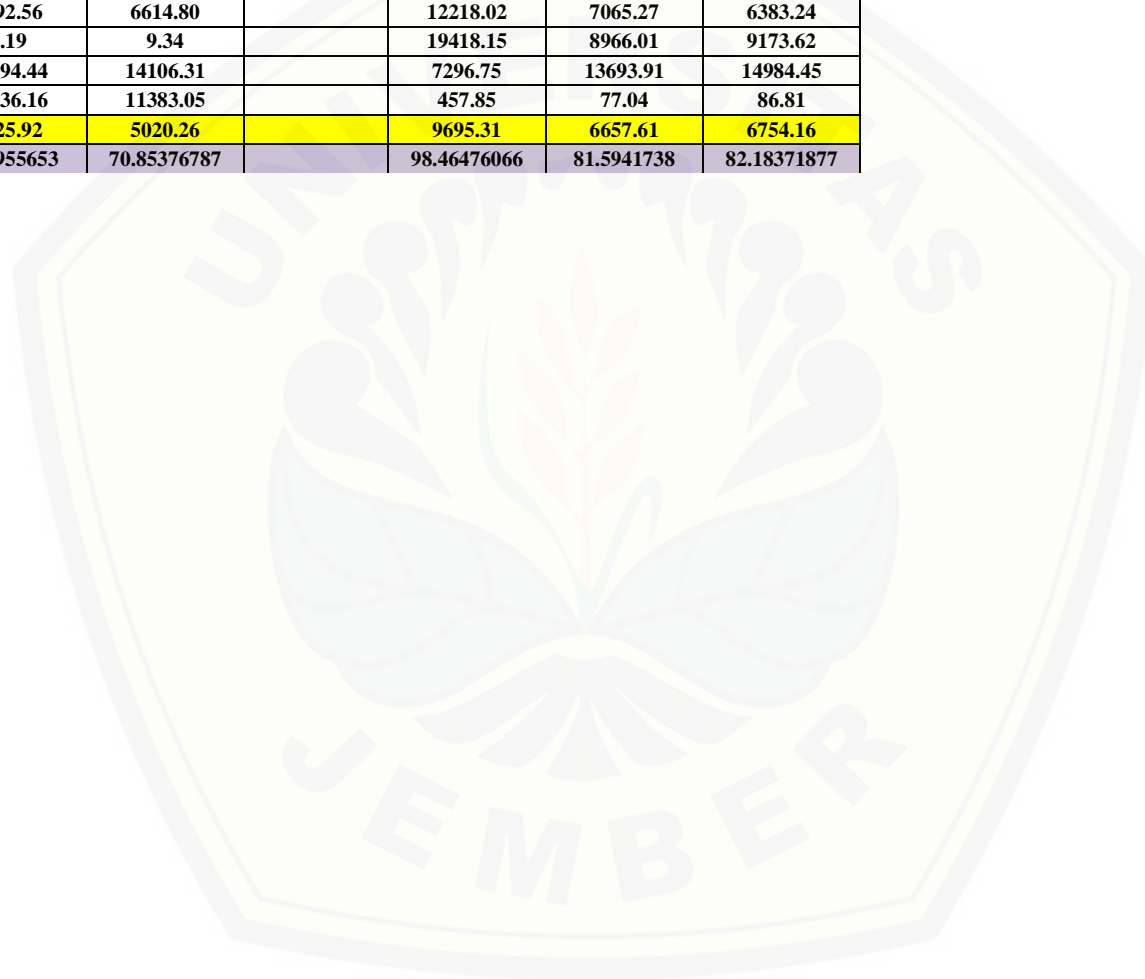 92.56 6614.80 12218.02 7065.27 6383.24
.19 9.34 19418.15 8966.01 9173.62
94.44 14106.31 7296.75 13693.91 14984.45
36.16 11383.05 457.85 77.04 86.81
25.92 5020.26 9695.31 6657.61 6754.16
955653 70.85376787 98.46476066 81.5941738 82.18371877
UNIVERSITAS
JEMBER